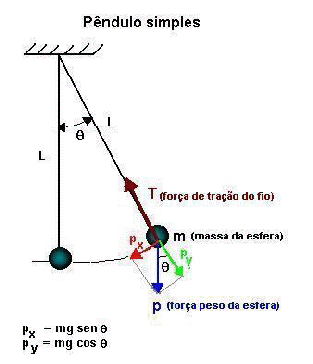 Pêndulo simples
θ
l
L
T (força de tração do fio)
Px
m (massa da esfera)
Py
θ
p (força peso da esfera)
Px = mg sen θ
Py = mg cos θ